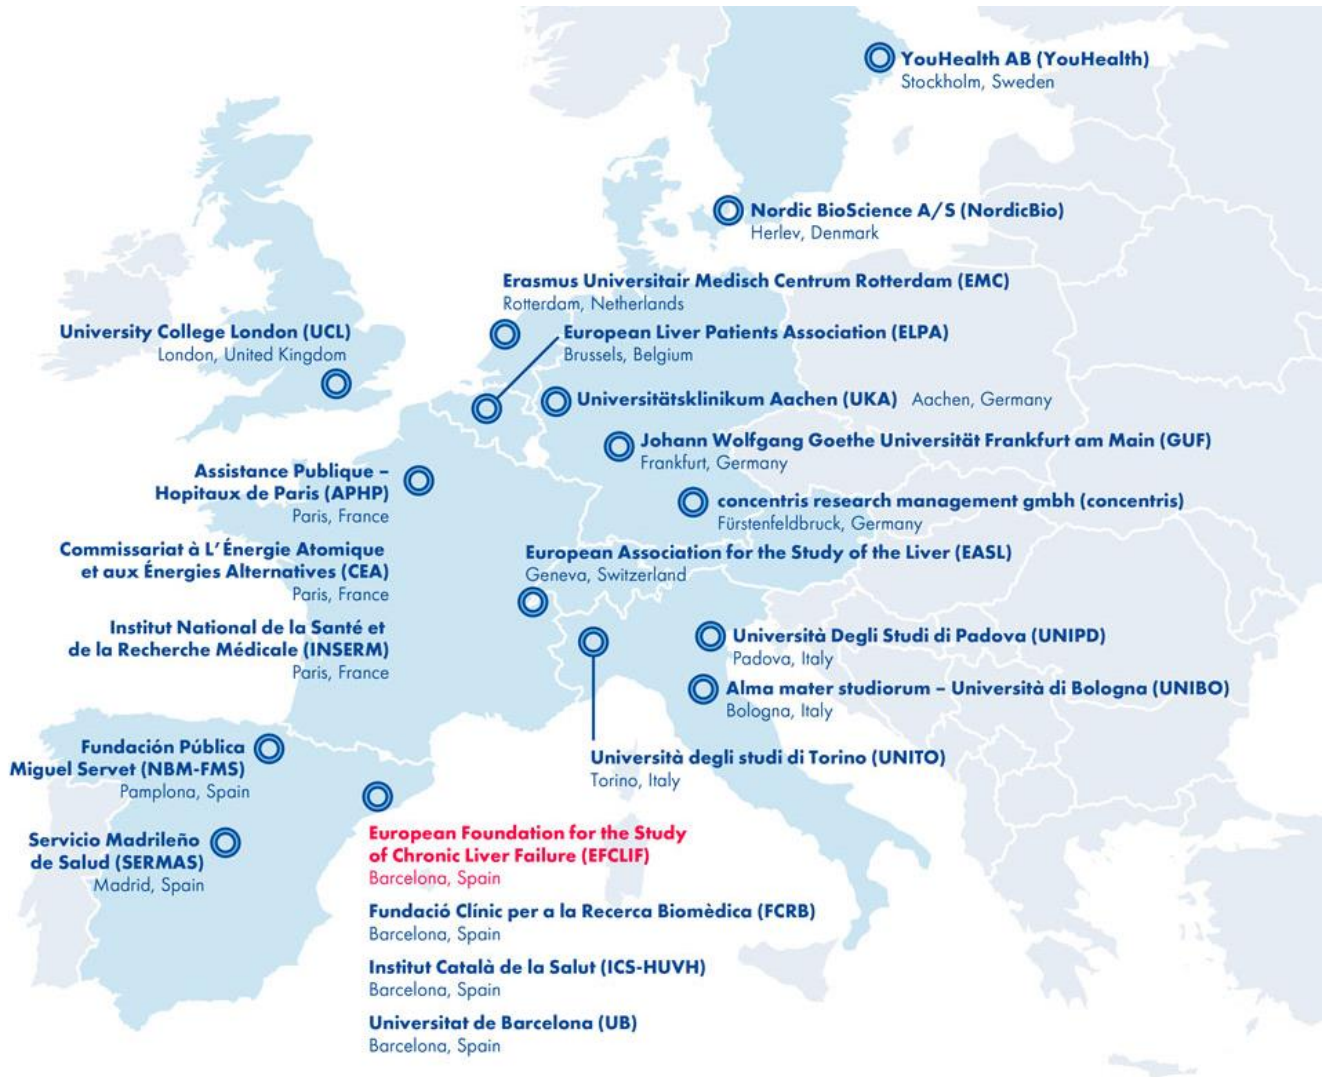 YouHealth AB (YouHealth)
Stockholm, Sweden
Nordic BioScience A/S (NordicBio)
Herlev, Denmark
Erasmus Universitair Medisch Centrum Rotterdam (EMC)
Rotterdam, Netherlands
University College London (UCL)
London, United Kingdom
European Liver Patients Association (ELPA)
Brussels, Belgium
Universitätsklinikum Aachen (UKA) Aachen, Germany
Johann Wolfgang Goethe Universität Frankfurt am Main (GUF)
Frankfurt, Germany
Assistance Publique –
Hopitaux de Paris (APHP)
Paris, France
concentris research management gmbh (concentris)
Fürstenfeldbruck, Germany
Commissariat à L'Énergie Atomique
et aux Énergies Alternatives (CEA)
Paris, France
European Association for the Study of the Liver (EASL)
Geneva, Switzerland
Institut National de la Santé et
de la Recherche Médicale (INSERM)
Paris, France
Università Degli Studi di Padova (UNIPD)
Padova, Italy
Alma mater studiorum – Università di Bologna (UNIBO)
Bologna, Italy
Fundación Pública
Miguel Servet (NBM-FMS)
Pamplona, Spain
Università degli studi di Torino (UNITO)
Torino, Italy
Servicio Madrileño
de Salud (SERMAS)
Madrid, Spain
European Foundation for the Study
of Chronic Liver Failure (EFCLIF)
Barcelona, Spain
Fundació Clínic per a la Recerca Biomèdica (FCRB)
Barcelona, Spain
Institut Català de la Salut (ICS-HUVH)
Barcelona, Spain
Universitat de Barcelona (UB)
Barcelona, Spain